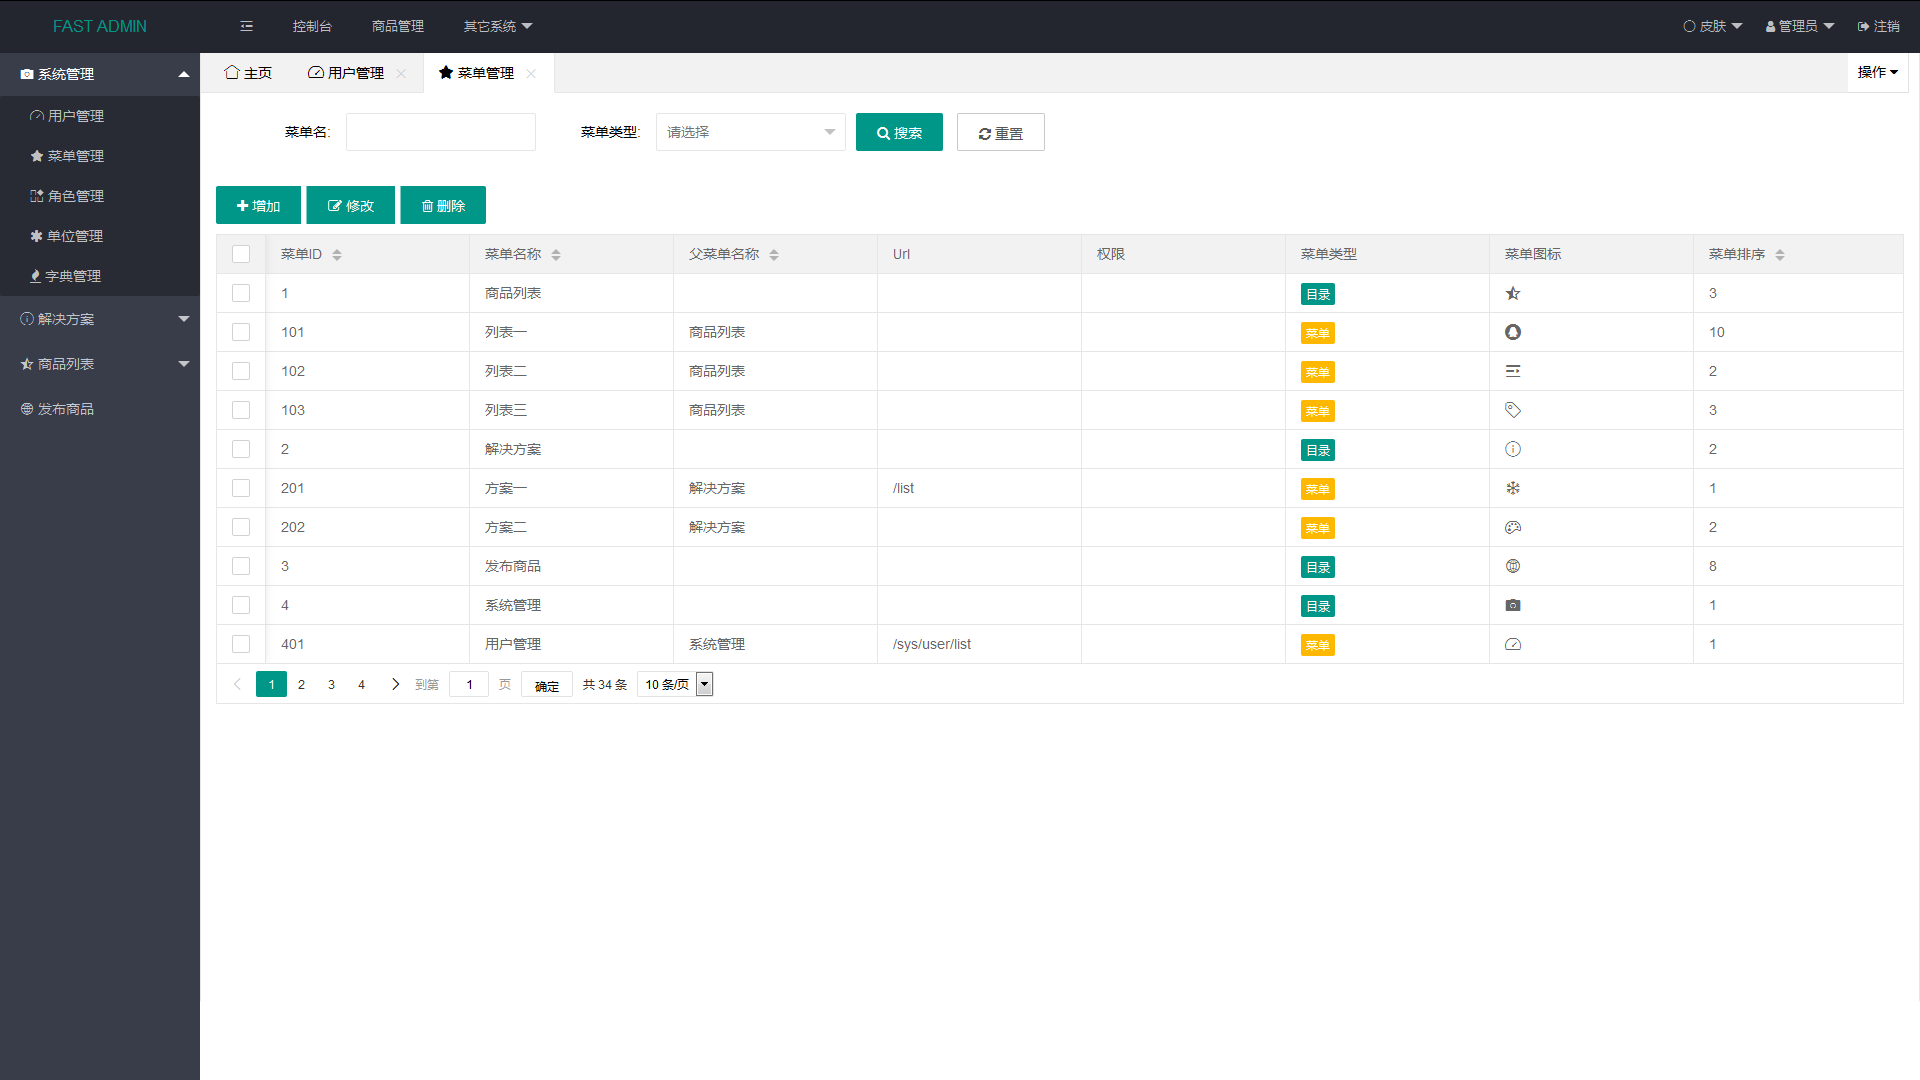 FAST ADMIN 控制台 商品管理 其它系统 皮肤 管理员 注销
系统管理
用户管理
菜单管理
角色管理
单位管理
字典管理
解决方案
商品列表
发布商品
主页 用户管理 菜单管理 操作
菜单名: 菜单类型: 请选择 搜索 重置
增加 修改 删除
菜单ID 菜单名称 父菜单名称 Url 权限 菜单类型 菜单图标 菜单排序
1 商品列表 目录 3
101 列表一 商品列表 菜单 10
102 列表二 商品列表 菜单 2
103 列表三 商品列表 菜单 3
2 解决方案 目录 2
201 方案一 解决方案 /list 菜单 1
202 方案二 解决方案 菜单 2
3 发布商品 目录 8
4 系统管理 目录 1
401 用户管理 系统管理 /sys/user/list 菜单 1
1 2 3 4 到第 1 页 确定 共 34 条 10 条/页